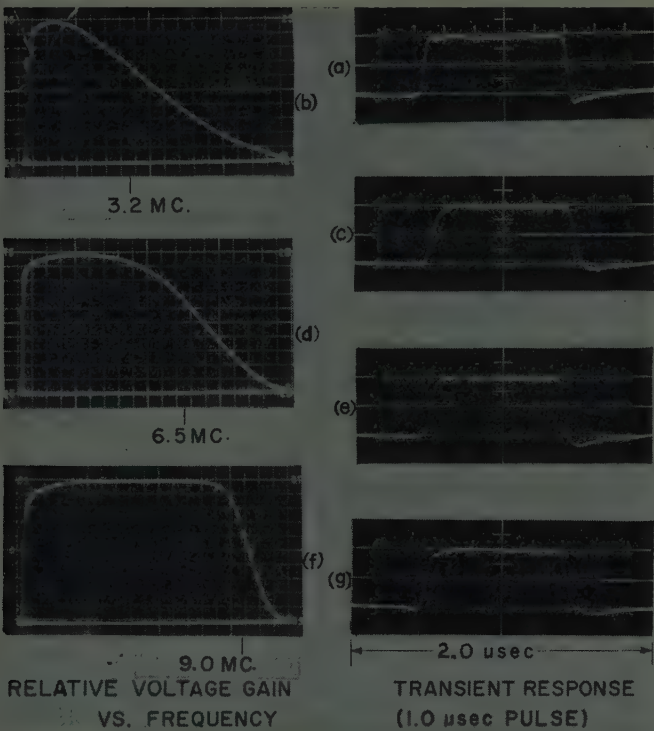 (a)
(b)
3.2 MC.
(c)
(d)
6.5 MC.
(e)
(f)
(g)
9.0 MC.
2.0 usec
RELATIVE VOLTAGE GAIN
VS. FREQUENCY
TRANSIENT RESPONSE
(1.0 µsec PULSE)